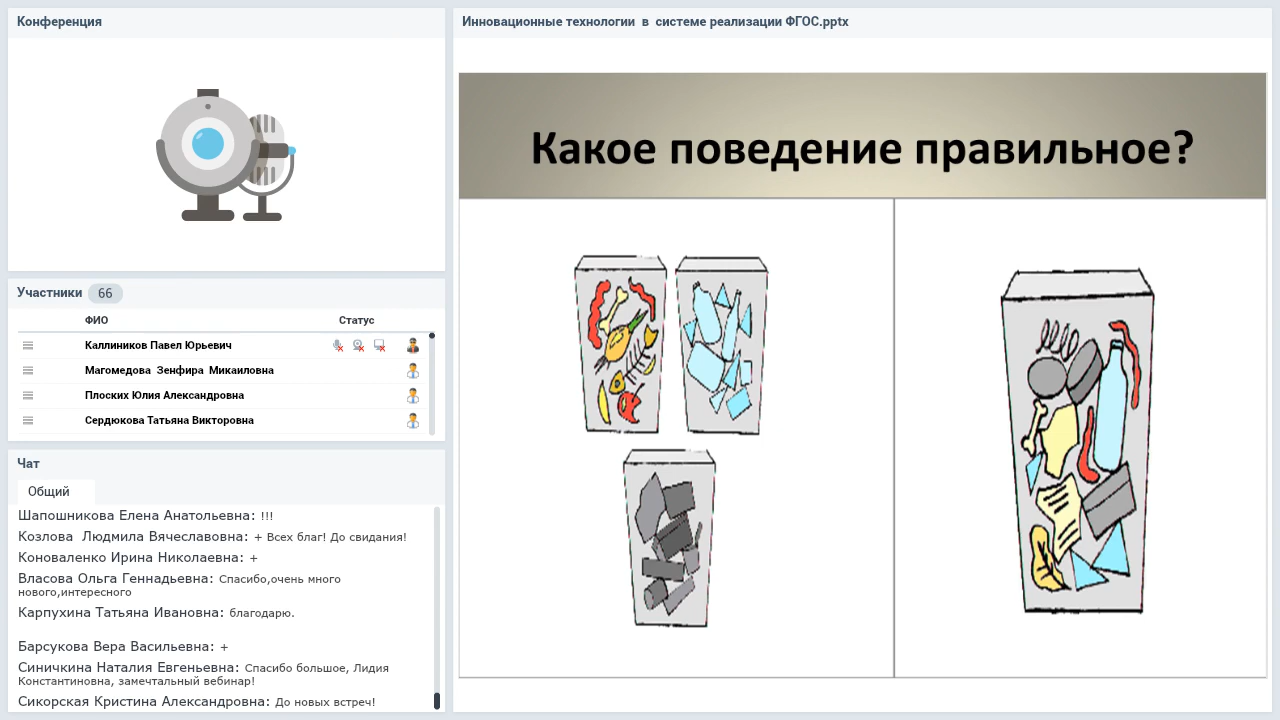 Конференция
Участники 66
ФИО Статус
Каллиников Павел Юрьевич
Магомедова Зенфира Микаиловна
Плоских Юлия Александровна
Сердюкова Татьяна Викторовна
Чат
Общий
Шапошникова Елена Анатольевна: !!!
Козлова Людмила Вячеславовна: + Всех благ! До свидания!
Коноваленко Ирина Николаевна: +
Власова Ольга Геннадьевна: Спасибо,очень много
нового,интересного
Карпухина Татьяна Ивановна: благодарю.
Барсукова Вера Васильевна: +
Синичкина Наталия Евгеньевна: Спасибо большое, Лидия
Константиновна, замечтальный вебинар!
Сикорская Кристина Александровна: До новых встреч!
Инновационные технологии в системе реализации ФГОС.pptx
Какое поведение правильное?